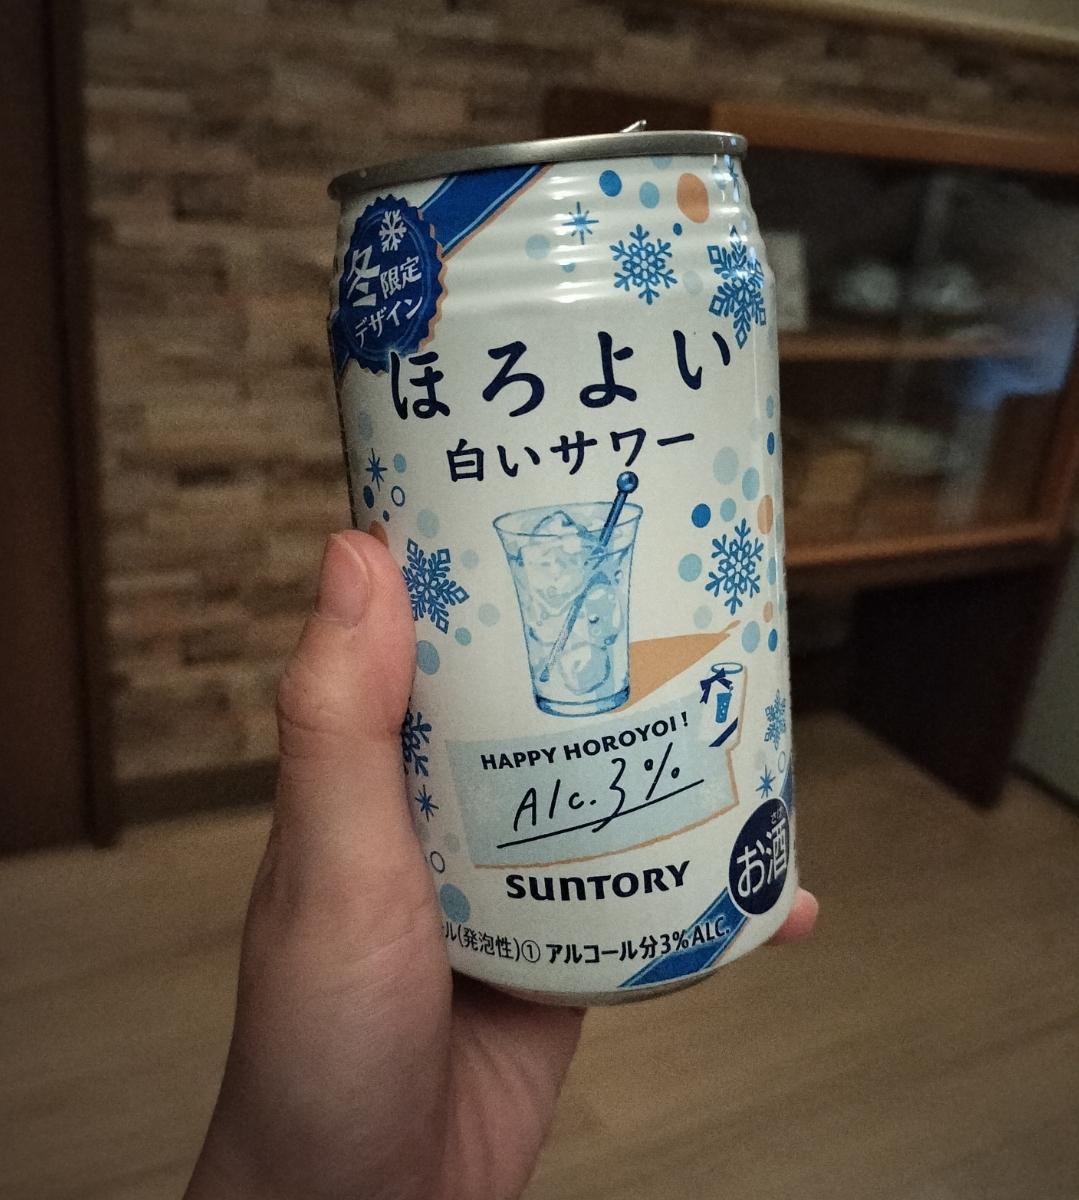 冬限定
デザイン
ほろよい
白いサワー
HAPPY HOROYOI!
Alc.3%
SUNTORY
お酒
ル(発泡性)① アルコール分3%ALC.